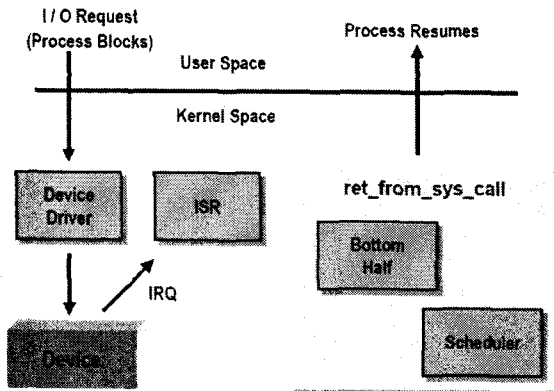 I / O Request
(Process Blocks)
Process Resumes
User Space
Kernel Space
Device
Driver
ISR
ret_from_sys_call
Bottom
Half
IRQ
Scheduler
Device